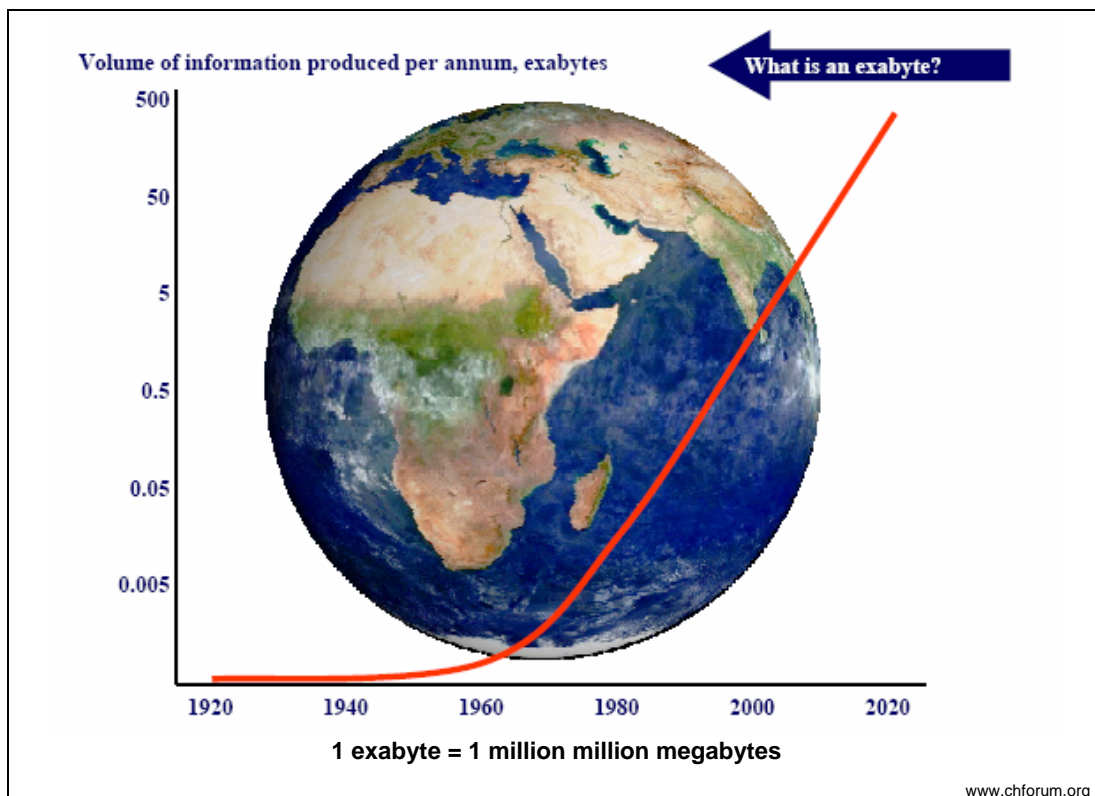 Volume of information produced per annum, exabytes
What is an exabyte?
500
50
5
0.5
0.05
0.005
1920 1940 1960 1980 2000 2020
1 exabyte = 1 million million megabytes
www.chforum.org